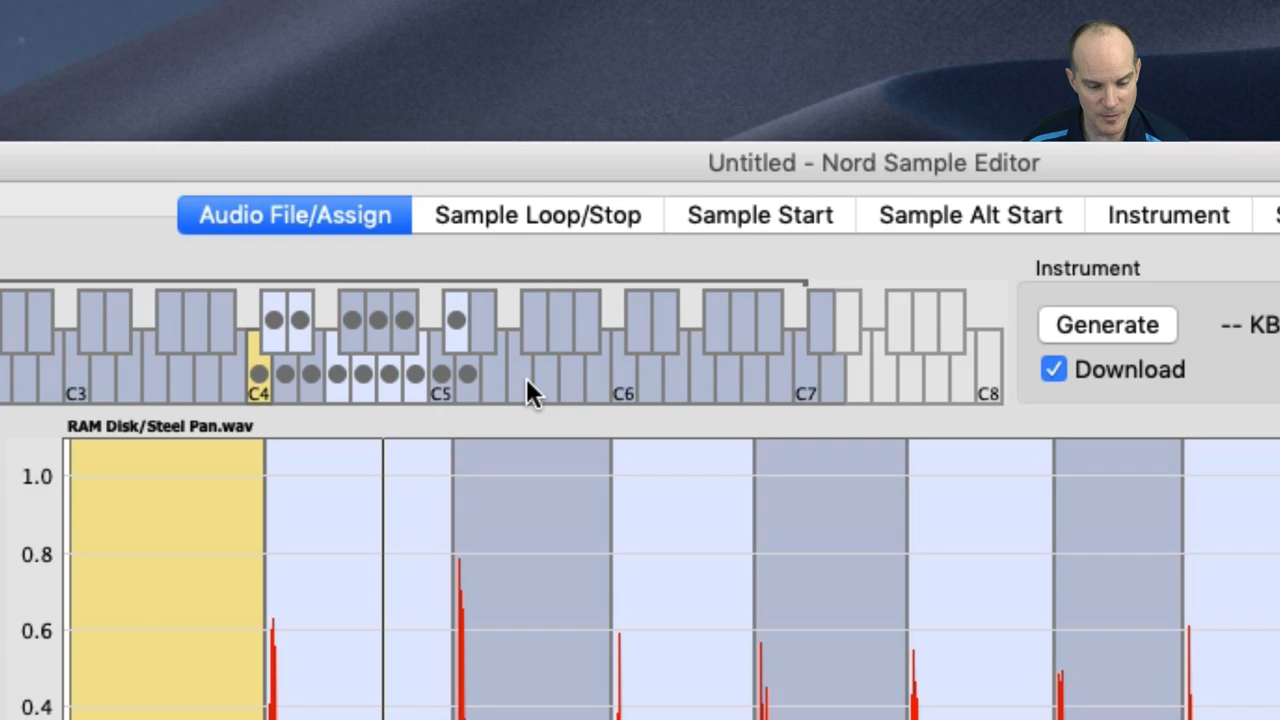 Untitled - Nord Sample Editor
Audio File/Assign Sample Loop/Stop Sample Start Sample Alt Start Instrument S
Instrument
Generate -- KB
Download
C3 C4 C5 C6 C7 C8
RAM Disk/Steel Pan.wav
1.0
0.8
0.6
0.4